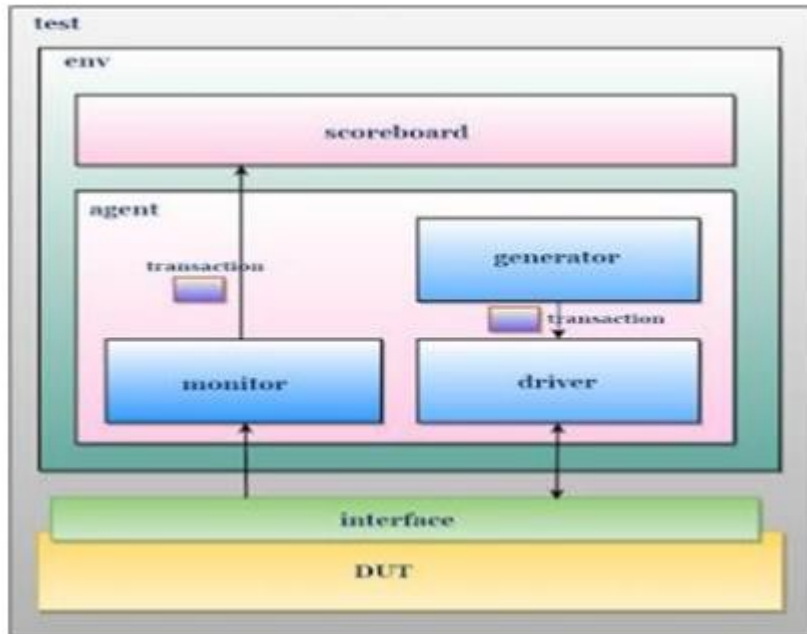 test
env
scoreboard
agent
generator
transaction
transaction
monitor
driver
interface
DUT